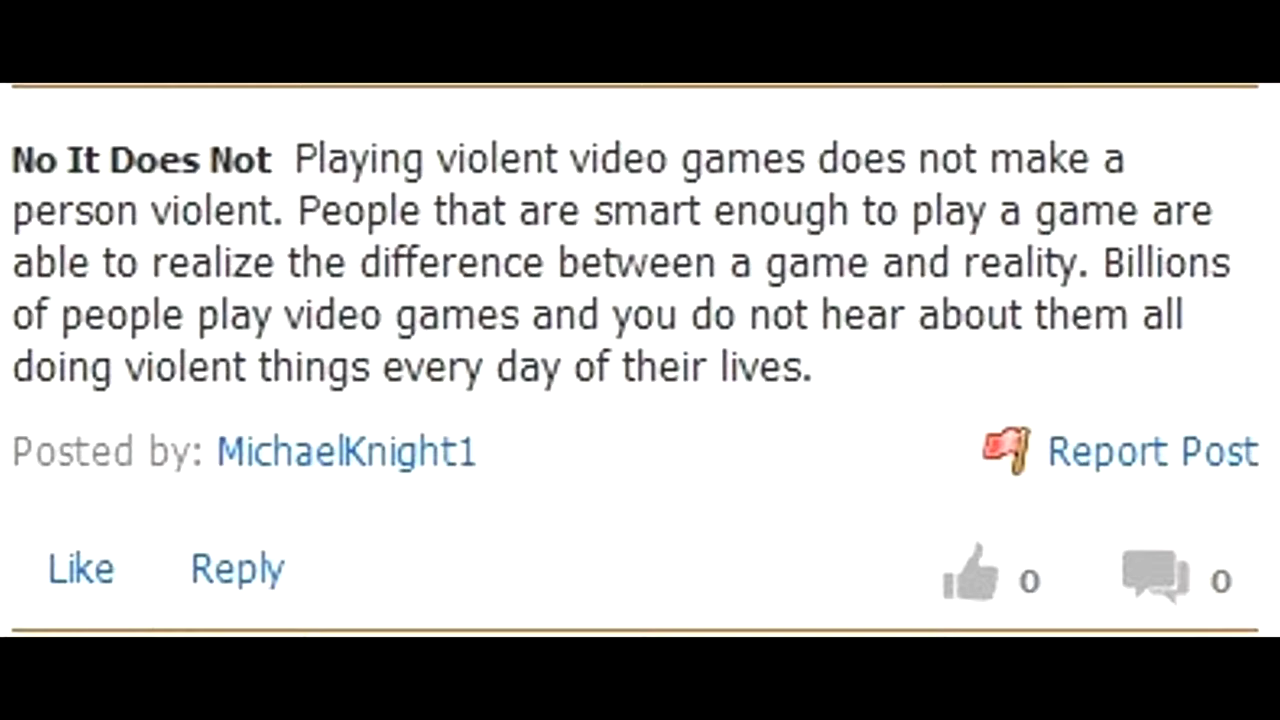 No It Does Not Playing violent video games does not make a
person violent. People that are smart enough to play a game are
able to realize the difference between a game and reality. Billions
of people play video games and you do not hear about them all
doing violent things every day of their lives.
Posted by: MichaelKnight1 Report Post
Like Reply 0 0